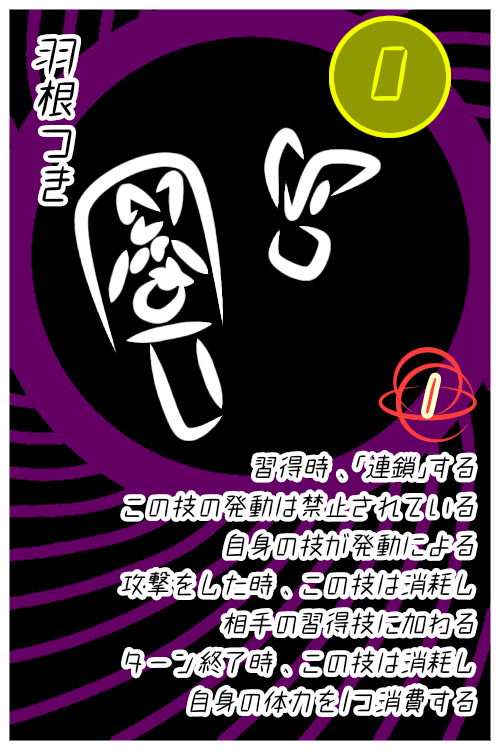 羽根つき
0
1
習得時、「連鎖」する
この技の発動は禁止されている
自身の技が発動による
攻撃をした時、この技は消耗し
相手の習得技に加わる
ターン終了時、この技は消耗し
自身の体力を1つ消費する